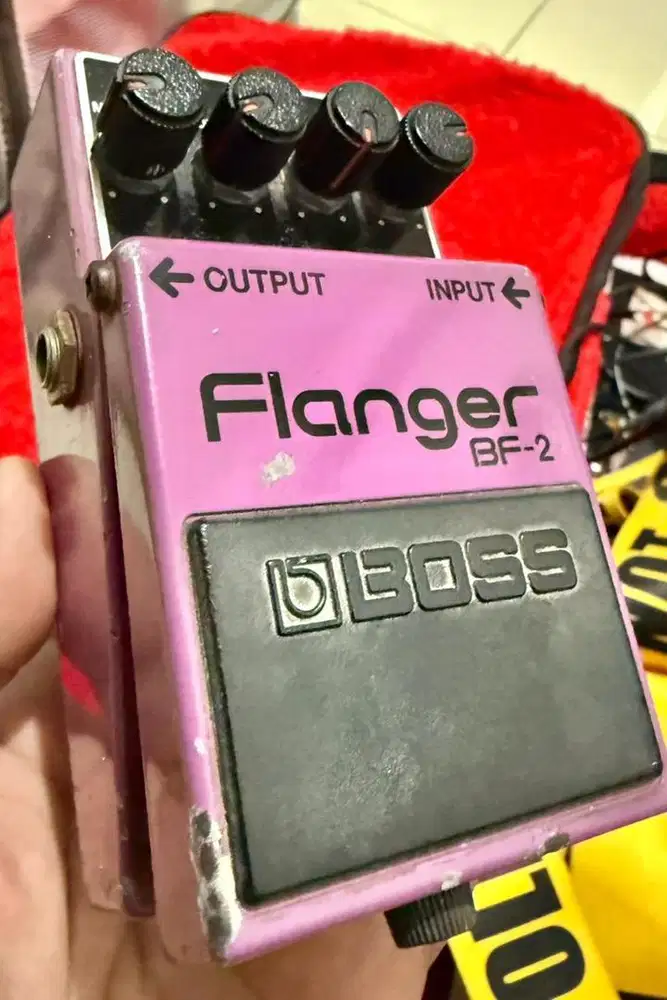 ← OUTPUT
INPUT ←
Flanger
BF-2
BOSS